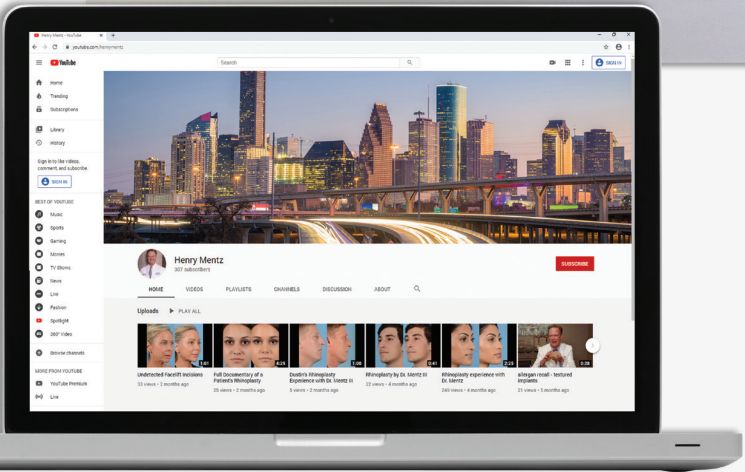 Henry Mentz - YouTube
youtube.com/henrymentz
YouTube
Search
SIGN IN
Home
Trending
Subscriptions
Library
History
Sign in to like videos,
comment, and subscribe.
SIGN IN
BEST OF YOUTUBE
Music
Sports
Gaming
Movies
TV Shows
News
Live
Fashion
Spotlight
360° Video
Browse channels
MORE FROM YOUTUBE
YouTube Premium
Live
Henry Mentz
307 subscribers
SUBSCRIBE
HOME VIDEOS PLAYLISTS CHANNELS DISCUSSION ABOUT
Uploads PLAY ALL
1:01
4:25
1:08
0:41
2:25
0:38
Undetected Facelift Incisions
33 views • 2 months ago
Full Documentary of a
Patient's Rhinoplasty
35 views • 3 months ago
Dustin's Rhinoplasty
Experience with Dr. Mentz III
5 views • 2 months ago
Rhinoplasty by Dr. Mentz III
22 views • 4 months ago
Rhinoplasty experience with
Dr. Mentz
249 views • 4 months ago
allergan recall - textured
implants
31 views • 5 months ago